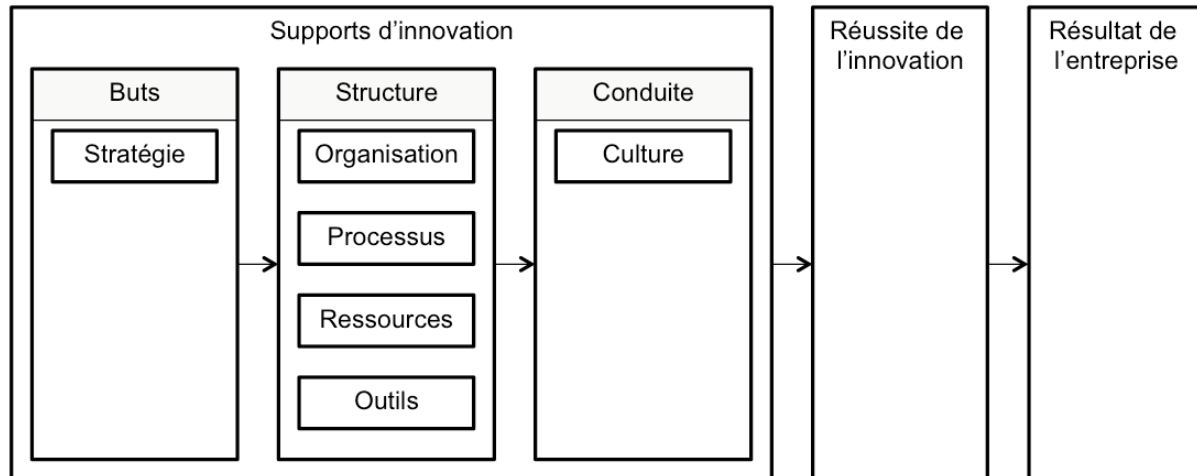 Supports d’innovation
Buts
Stratégie
Structure
Organisation
Processus
Ressources
Outils
Conduite
Culture
Réussite de
l’innovation
Résultat de
l’entreprise